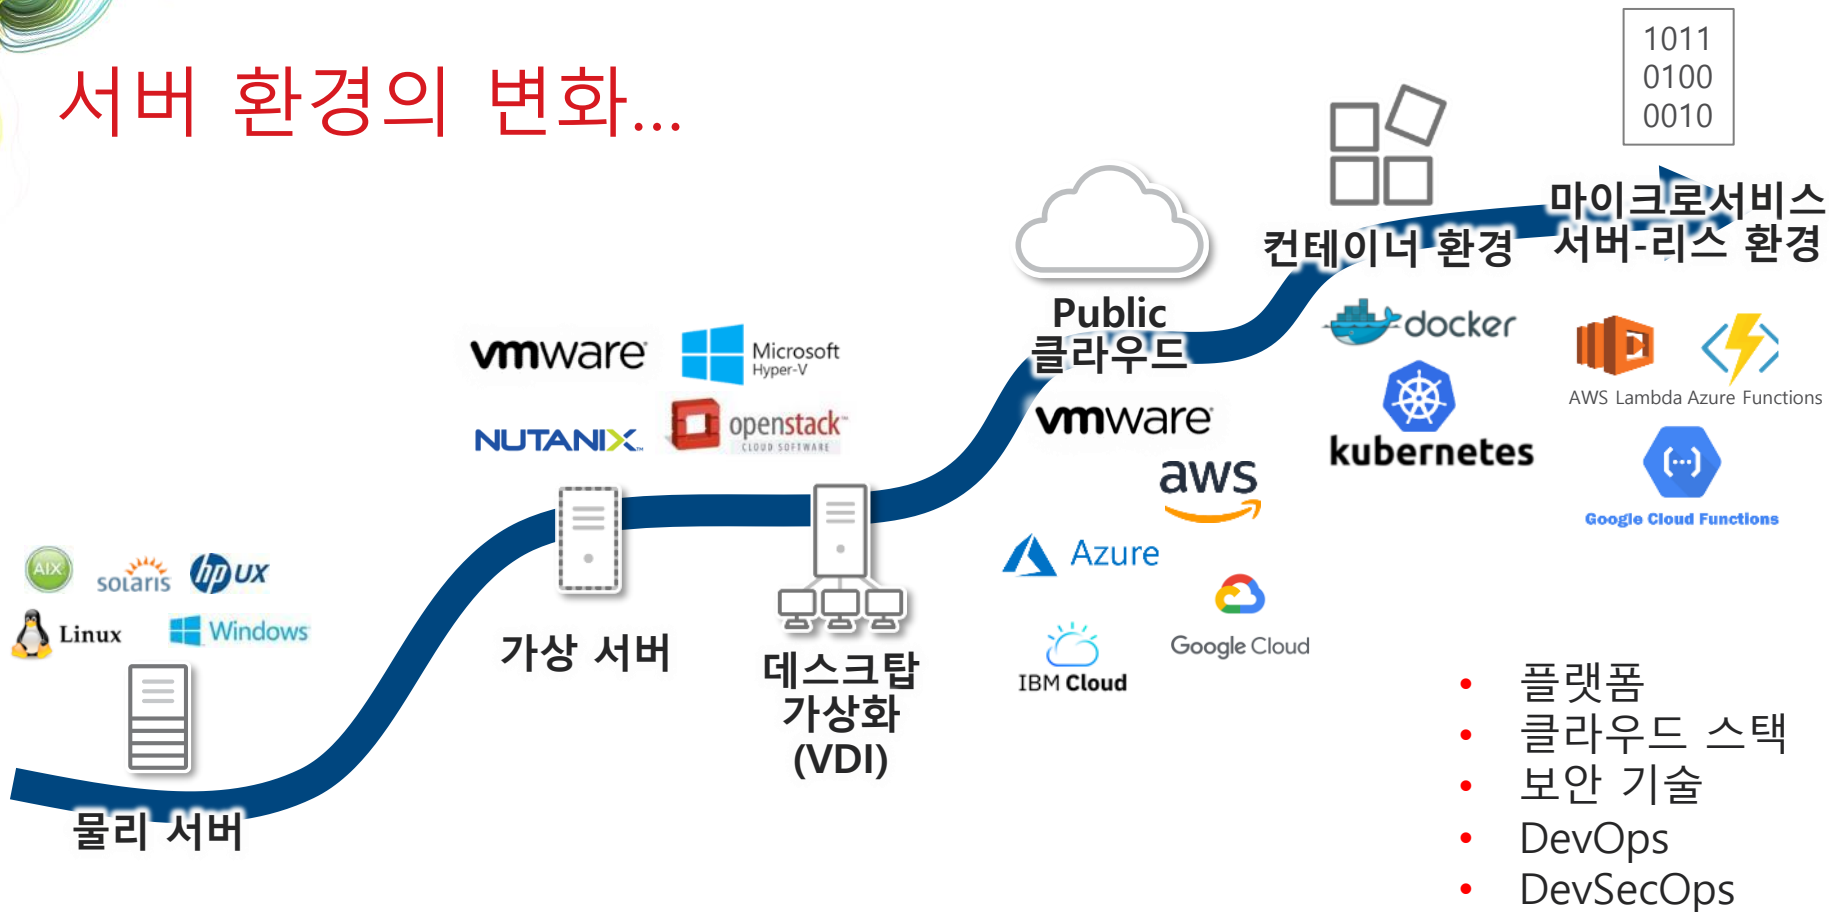 서버 환경의 변화...
1011
0100
0010
마이크로서비스
서버-리스 환경
컨테이너 환경
Public
클라우드
docker
kubernetes
AWS Lambda
Azure Functions
Google Cloud Functions
vmware
Microsoft
Hyper-V
NUTANIX
openstack
CLOUD SOFTWARE
vmware
aws
Azure
Google Cloud
IBM Cloud
AIX
solaris
hp UX
Linux
Windows
가상 서버
데스크탑
가상화
(VDI)
물리 서버
• 플랫폼
• 클라우드 스택
• 보안 기술
• DevOps
• DevSecOps